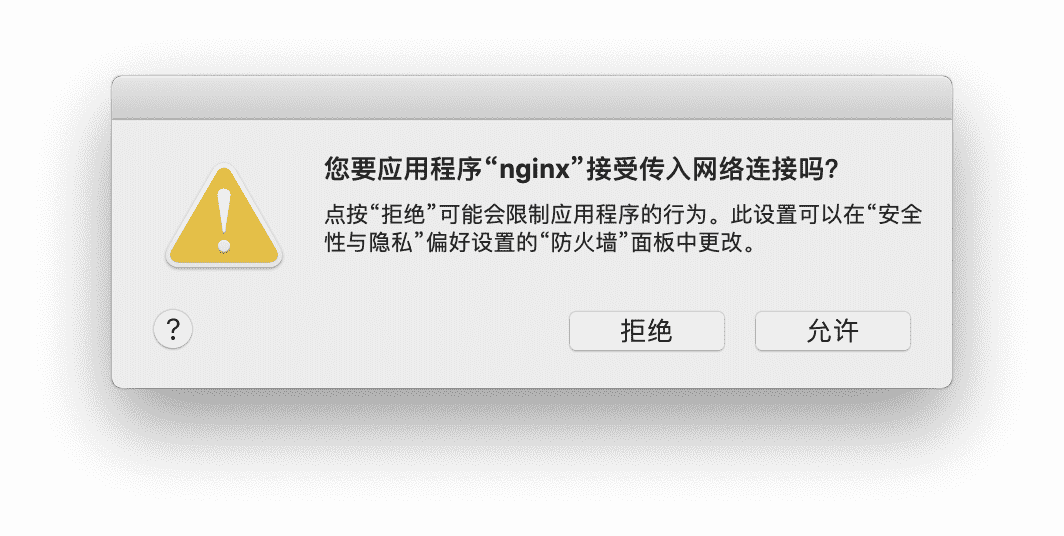 您要应用程序“nginx”接受传入网络连接吗？
点按“拒绝”可能会限制应用程序的行为。此设置可以在“安全
性与隐私”偏好设置的“防火墙”面板中更改。
?
拒绝
允许